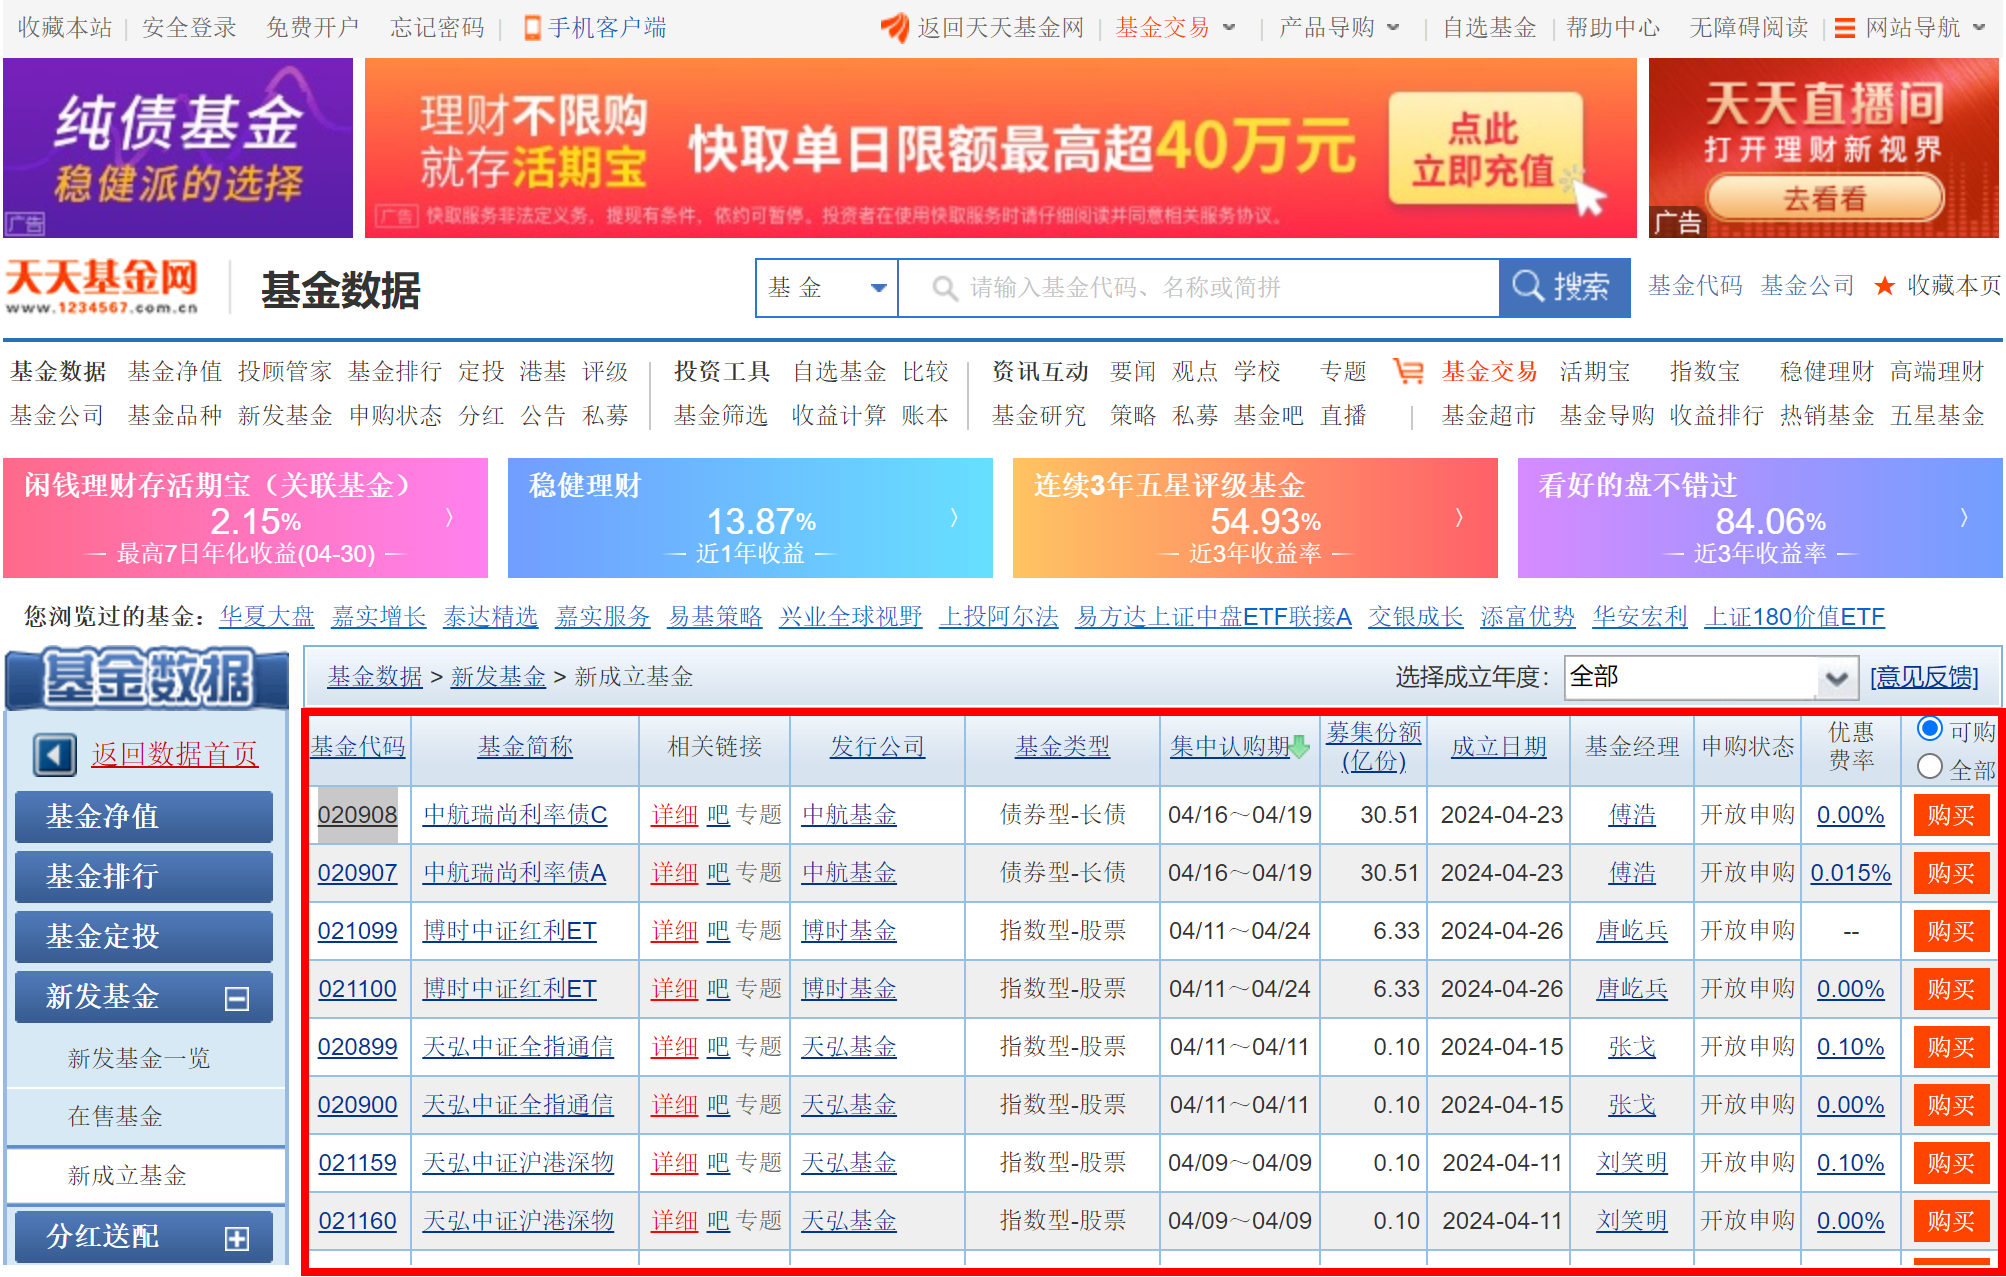 收藏本站 | 安全登录 免费开户 忘记密码 | 手机客户端 返回天天基金网 | 基金交易 | 产品导购 | 自选基金 | 帮助中心 无障碍阅读 | 网站导航
纯债基金
稳健派的选择
广告
理财不限购
就存活期宝
快取单日限额最高超40万元
点此
立即充值
广告 快取服务非法定义务，提现有条件，依约可暂停。投资者在使用快取服务时请仔细阅读并同意相关服务协议。
天天直播间
打开理财新视界
去看看
广告
天天基金网
www.1234567.com.cn
基金数据
基金 请输入基金代码、名称或简拼 搜索 基金代码 基金公司 ★ 收藏本页
基金数据 基金净值 投顾管家 基金排行 定投 港基 评级 投资工具 自选基金 比较 资讯互动 要闻 观点 学校 专题 基金交易 活期宝 指数宝 稳健理财 高端理财
基金公司 基金品种 新发基金 申购状态 分红 公告 私募 基金筛选 收益计算 账本 基金研究 策略 私募 基金吧 直播 | 基金超市 基金导购 收益排行 热销基金 五星基金
闲钱理财存活期宝（关联基金）
2.15%
最高7日年化收益(04-30)
稳健理财
13.87%
近1年收益
连续3年五星评级基金
54.93%
近3年收益率
看好的盘不错过
84.06%
近3年收益率
您浏览过的基金： 华夏大盘 嘉实增长 泰达精选 嘉实服务 易基策略 兴业全球视野 上投阿尔法 易方达上证中盘ETF联接A 交银成长 添富优势 华安宏利 上证180价值ETF
基金数据
返回数据首页
基金净值
基金排行
基金定投
新发基金
新发基金一览
在售基金
新成立基金
分红送配
基金数据 > 新发基金 > 新成立基金 选择成立年度： 全部 [意见反馈]
基金代码 基金简称 相关链接 发行公司 基金类型 集中认购期 募集份额(亿份) 成立日期 基金经理 申购状态 优惠费率 可购 全部
020908 中航瑞尚利率债C 详细 吧 专题 中航基金 债券型-长债 04/16～04/19 30.51 2024-04-23 傅浩 开放申购 0.00% 购买
020907 中航瑞尚利率债A 详细 吧 专题 中航基金 债券型-长债 04/16～04/19 30.51 2024-04-23 傅浩 开放申购 0.015% 购买
021099 博时中证红利ET 详细 吧 专题 博时基金 指数型-股票 04/11～04/24 6.33 2024-04-26 唐屹兵 开放申购 -- 购买
021100 博时中证红利ET 详细 吧 专题 博时基金 指数型-股票 04/11～04/24 6.33 2024-04-26 唐屹兵 开放申购 0.00% 购买
020899 天弘中证全指通信 详细 吧 专题 天弘基金 指数型-股票 04/11～04/11 0.10 2024-04-15 张戈 开放申购 0.10% 购买
020900 天弘中证全指通信 详细 吧 专题 天弘基金 指数型-股票 04/11～04/11 0.10 2024-04-15 张戈 开放申购 0.00% 购买
021159 天弘中证沪港深物 详细 吧 专题 天弘基金 指数型-股票 04/09～04/09 0.10 2024-04-11 刘笑明 开放申购 0.10% 购买
021160 天弘中证沪港深物 详细 吧 专题 天弘基金 指数型-股票 04/09～04/09 0.10 2024-04-11 刘笑明 开放申购 0.00% 购买